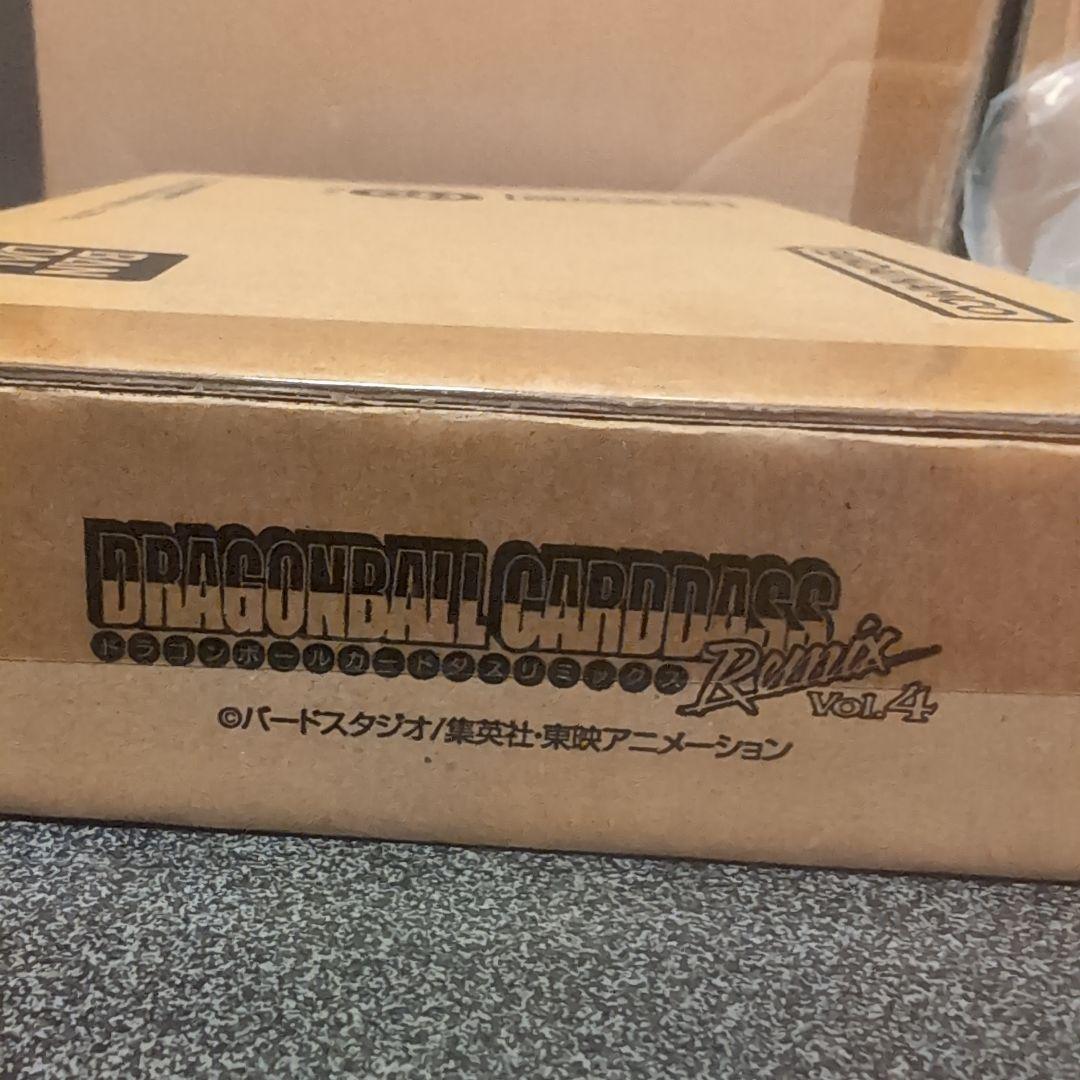 BAN
DAI
DRAGONBALL CARDDASS
ドラゴンボールカードダスリミックス
Remix
Vol.4
©バードスタジオ/集英社・東映アニメーション